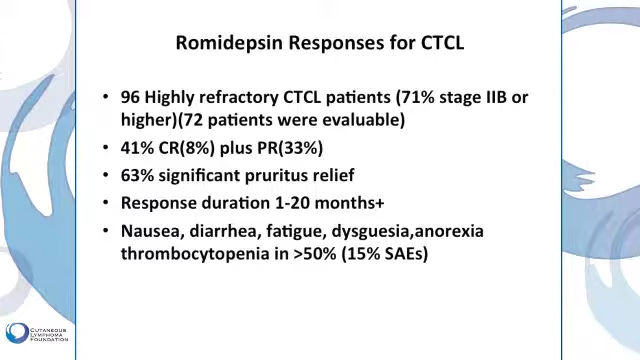 Romidepsin Responses for CTCL
• 96 Highly refractory CTCL patients (71% stage IIB or
higher)(72 patients were evaluable)
• 41% CR(8%) plus PR(33%)
• 63% significant pruritus relief
• Response duration 1-20 months+
• Nausea, diarrhea, fatigue, dysguesia,anorexia
thrombocytopenia in >50% (15% SAEs)
CUTANEOUS
LYMPHOMA
FOUNDATION